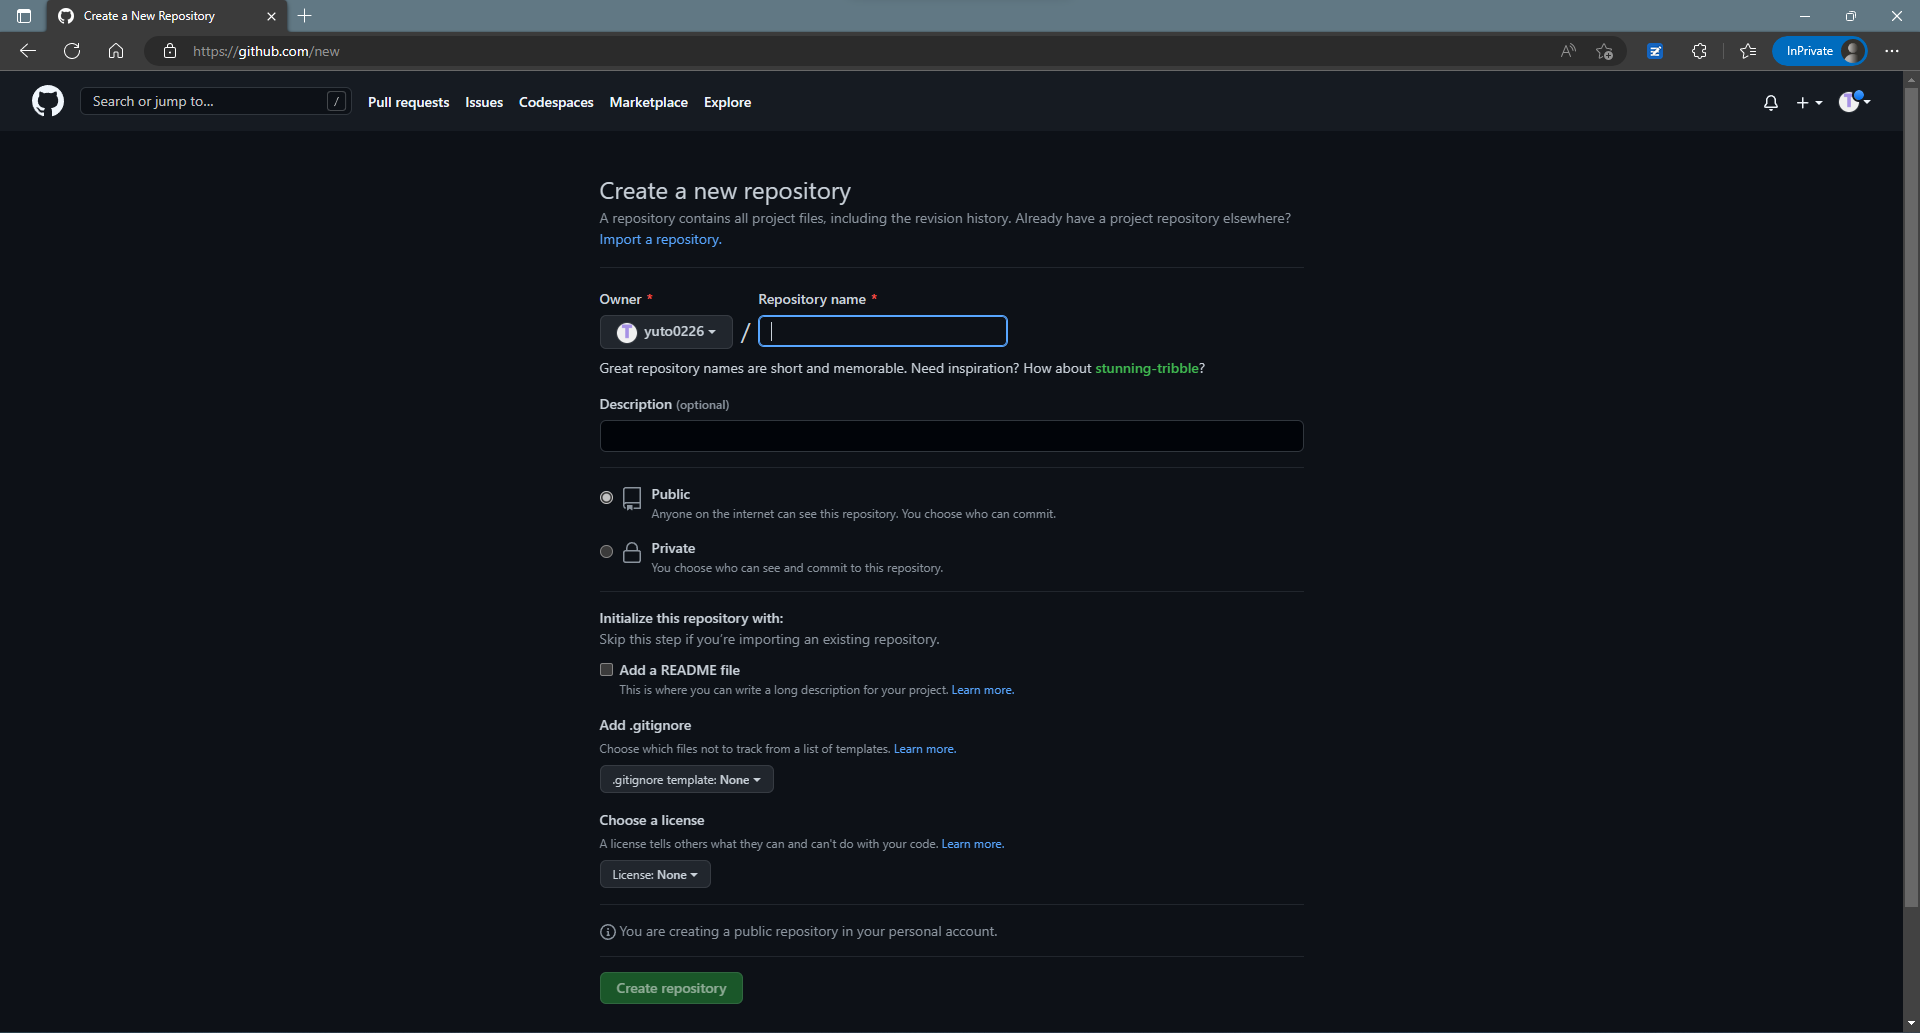 Create a New Repository
https://github.com/new
InPrivate
Search or jump to...
/
Pull requests
Issues
Codespaces
Marketplace
Explore
Create a new repository
A repository contains all project files, including the revision history. Already have a project repository elsewhere?
Import a repository.
Owner *
Repository name *
T yuto0226
/
Great repository names are short and memorable. Need inspiration? How about stunning-tribble?
Description (optional)
Public
Anyone on the internet can see this repository. You choose who can commit.
Private
You choose who can see and commit to this repository.
Initialize this repository with:
Skip this step if you’re importing an existing repository.
Add a README file
This is where you can write a long description for your project. Learn more.
Add .gitignore
Choose which files not to track from a list of templates. Learn more.
.gitignore template: None
Choose a license
A license tells others what they can and can't do with your code. Learn more.
License: None
You are creating a public repository in your personal account.
Create repository